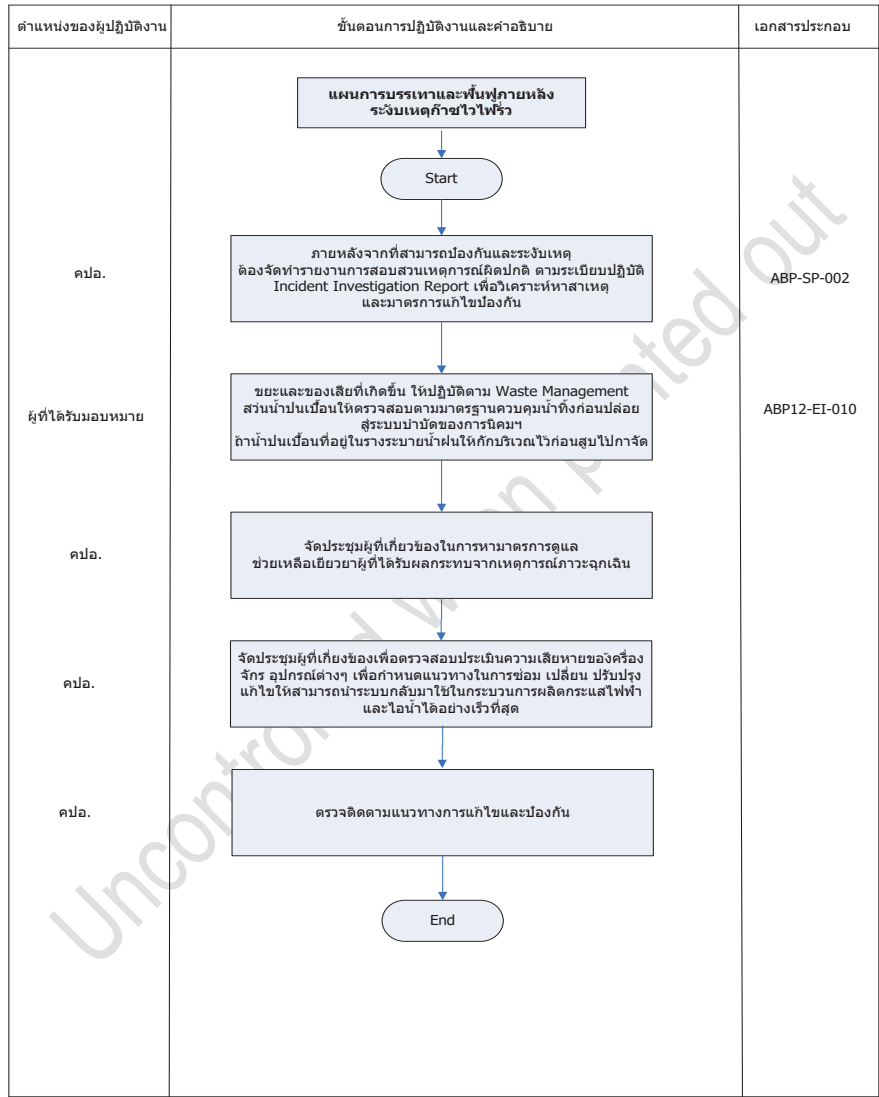 ตำแหน่งของผู้ปฏิบัติงาน
ขั้นตอนการปฏิบัติงานและคำอธิบาย
เอกสารประกอบ
แผนการบรรเทาและฟื้นฟูภายหลัง
ระงับเหตุก๊าซไวไฟรั่ว
Start
คปอ.
ภายหลังจากที่สามารถป้องกันและระงับเหตุ
ต้องจัดทำรายงานการสอบสวนเหตุการณ์ผิดปกติ ตามระเบียบปฏิบัติ
Incident Investigation Report เพื่อวิเคราะห์หาสาเหตุ
และมาตรการแก้ไขป้องกัน
ABP-SP-002
ผู้ที่ได้รับมอบหมาย
ขยะและของเสียที่เกิดขึ้น ให้ปฏิบัติตาม Waste Management
ส่วนน้ำปนเปื้อนให้ตรวจสอบตามมาตรฐานควบคุมน้ำทิ้งก่อนปล่อย
สู่ระบบบำบัดของการนิคมฯ
ถ้าน้ำปนเปื้อนที่อยู่ในรางระบายน้ำฝนให้กักบริเวณไว้ก่อนสูบไปกาจัด
ABP12-EI-010
คปอ.
จัดประชุมผู้ที่เกี่ยวข้องในการหามาตรการดูแล
ช่วยเหลือเยียวยาผู้ที่ได้รับผลกระทบจากเหตุการณ์ภาวะฉุกเฉิน
คปอ.
จัดประชุมผู้ที่เกี่ยงข้องเพื่อตรวจสอบประเมินความเสียหายของครื่อง
จักร อุปกรณ์ต่างๆ เพื่อกำหนดแนวทางในการซ่อม เปลี่ยน ปรับปรุง
แก้ไขให้สามารถนำระบบกลับมาใช้ในกระบวนการผลิตกระแสไฟฟ้า
และไอน้ำได้อย่างเร็วที่สุด
คปอ.
ตรวจติดตามแนวทางการแก้ไขและป้องกัน
End